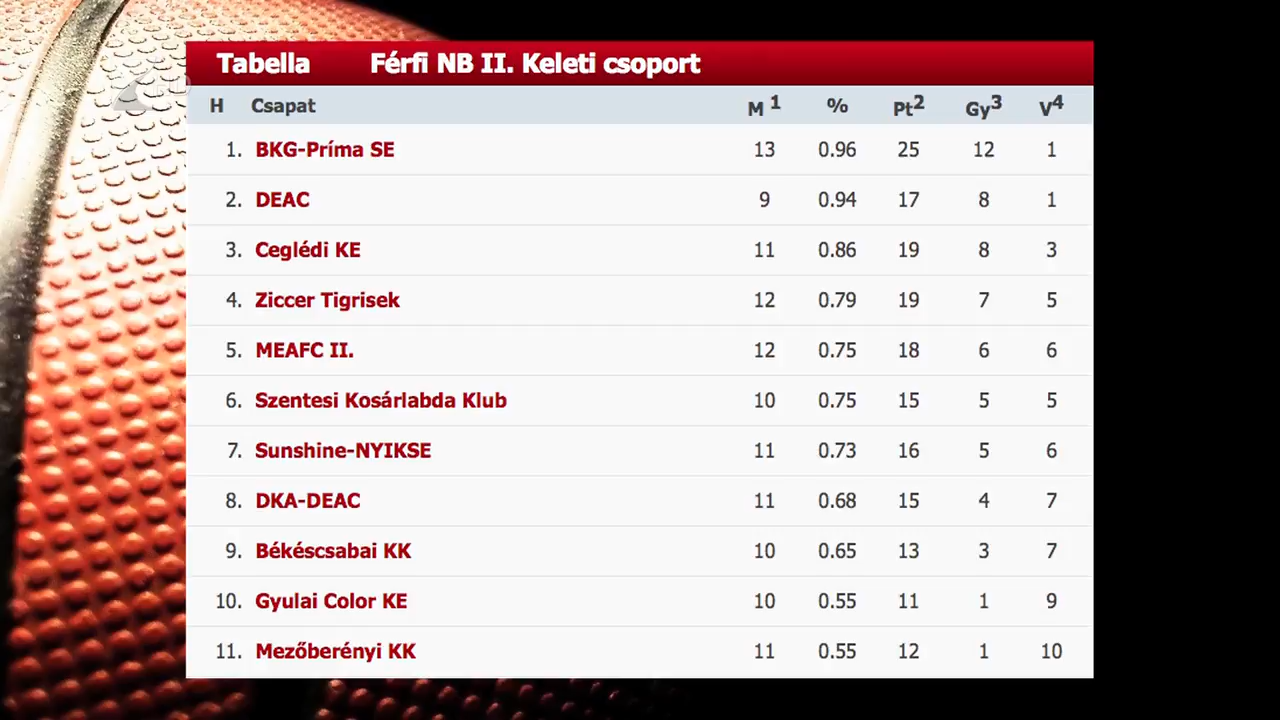 Tabella Férfi NB II. Keleti csoport
H Csapat M 1 % Pt2 Gy3 V4
1. BKG-Príma SE 13 0.96 25 12 1
2. DEAC 9 0.94 17 8 1
3. Ceglédi KE 11 0.86 19 8 3
4. Ziccer Tigrisek 12 0.79 19 7 5
5. MEAFC II. 12 0.75 18 6 6
6. Szentesi Kosárlabda Klub 10 0.75 15 5 5
7. Sunshine-NYIKSE 11 0.73 16 5 6
8. DKA-DEAC 11 0.68 15 4 7
9. Békéscsabai KK 10 0.65 13 3 7
10. Gyulai Color KE 10 0.55 11 1 9
11. Mezőberényi KK 11 0.55 12 1 10